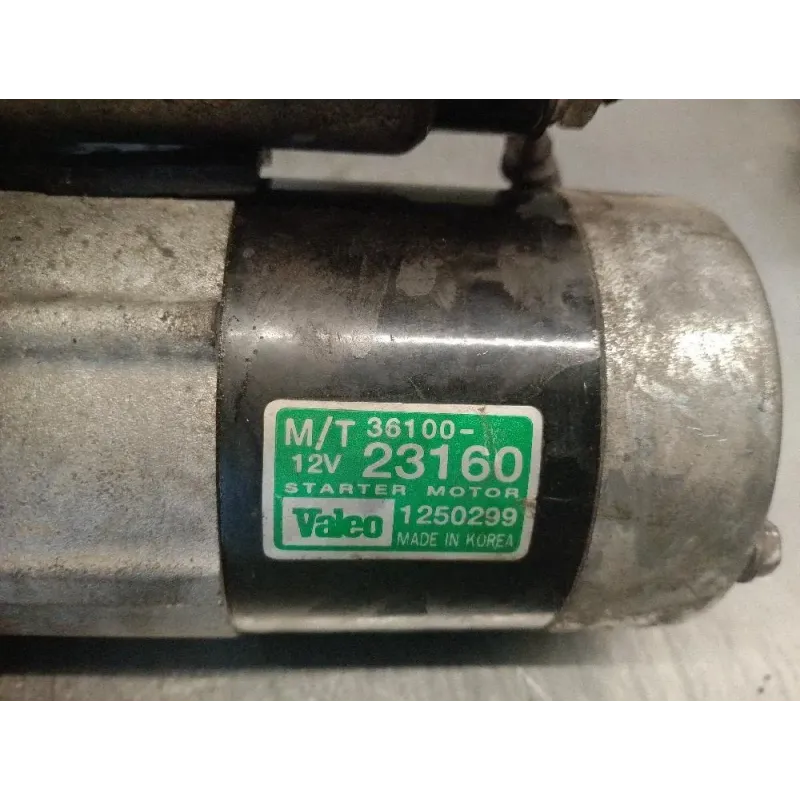 M/T 36100-
12V 23160
STARTER MOTOR
Valeo 1250299
MADE IN KOREA